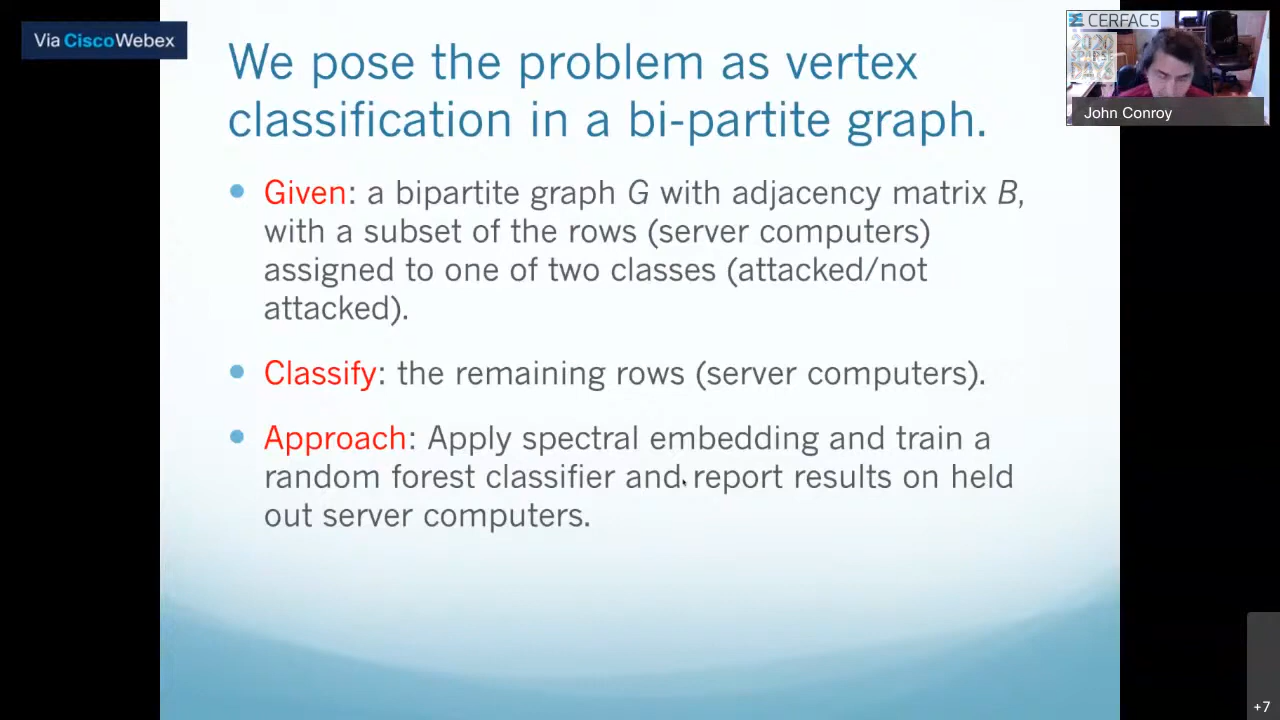 Via CiscoWebex
We pose the problem as vertex
classification in a bi-partite graph.
Given: a bipartite graph G with adjacency matrix B,
with a subset of the rows (server computers)
assigned to one of two classes (attacked/not
attacked).
Classify: the remaining rows (server computers).
Approach: Apply spectral embedding and train a
random forest classifier and report results on held
out server computers.
CERFACS
2020
SPARSE
DAYS
John Conroy
+7